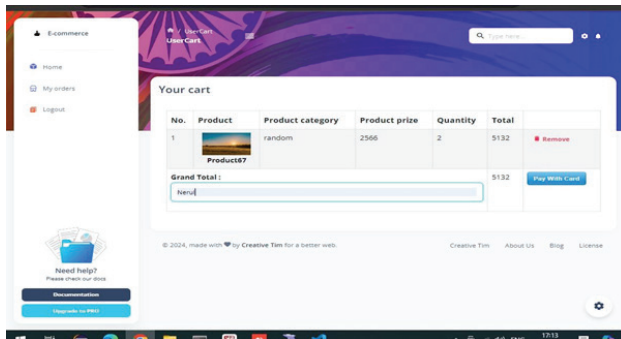 E-commerce
Home
My orders
Logout
Need help?
Please check our docs
Documentation
Upgrade to PRO
/ UserCart
UserCart
Type here...
Your cart
No. Product Product category Product prize Quantity Total
1 random 2566 2 5132 Remove
Product67
Grand Total : 5132 Pay With Card
Nerul
© 2024, made with by Creative Tim for a better web. Creative Tim About Us Blog License
17:13